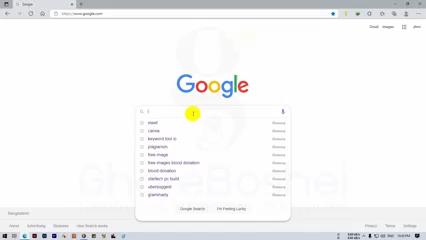 Google
https://www.google.com
Gmail Images
Google
meet
canva
keyword tool io
plagiarism
free image
free images blood donation
blood donation
startech pc build
ubersuggest
grammarly
Remove
Remove
Remove
Remove
Remove
Remove
Remove
Remove
Remove
Remove
Google Search
I'm Feeling Lucky
Bangladesh
About Advertising Business How Search works
Privacy Terms Settings